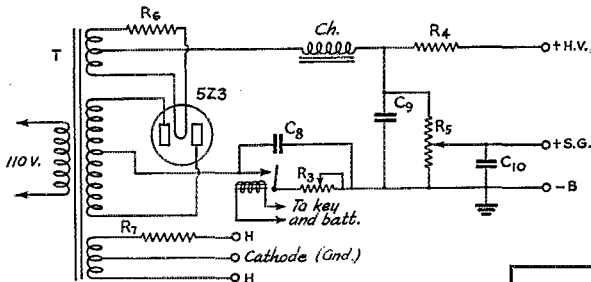 R6
Ch.
R4
+H.V.
T
5Z3
C9
R5
C8
+S.G.
110 V.
C10
R3
-B
To key
and batt.
R7
H
Cathode (Gnd.)
H